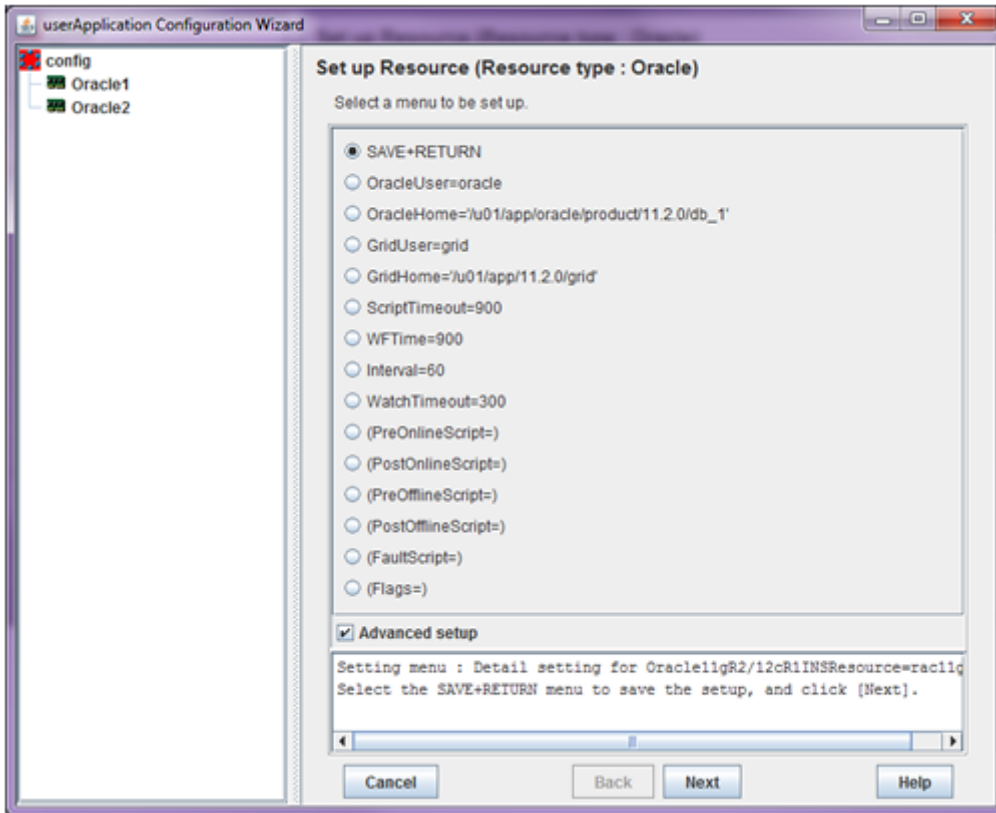 userApplication Configuration Wizard
config
Oracle1
Oracle2
Set up Resource (Resource type : Oracle)
Select a menu to be set up.
SAVE+RETURN
OracleUser=oracle
OracleHome='/u01/app/oracle/product/11.2.0/db_1'
GridUser=grid
GridHome='/u01/app/11.2.0/grid'
ScriptTimeout=900
WFTime=900
Interval=60
WatchTimeout=300
(PreOnlineScript=)
(PostOnlineScript=)
(PreOfflineScript=)
(PostOfflineScript=)
(FaultScript=)
(Flags=)
Advanced setup
Setting menu : Detail setting for Oracle11gR2/12cR1INSResource=rac11g
Select the SAVE+RETURN menu to save the setup, and click [Next].
Cancel Back Next Help